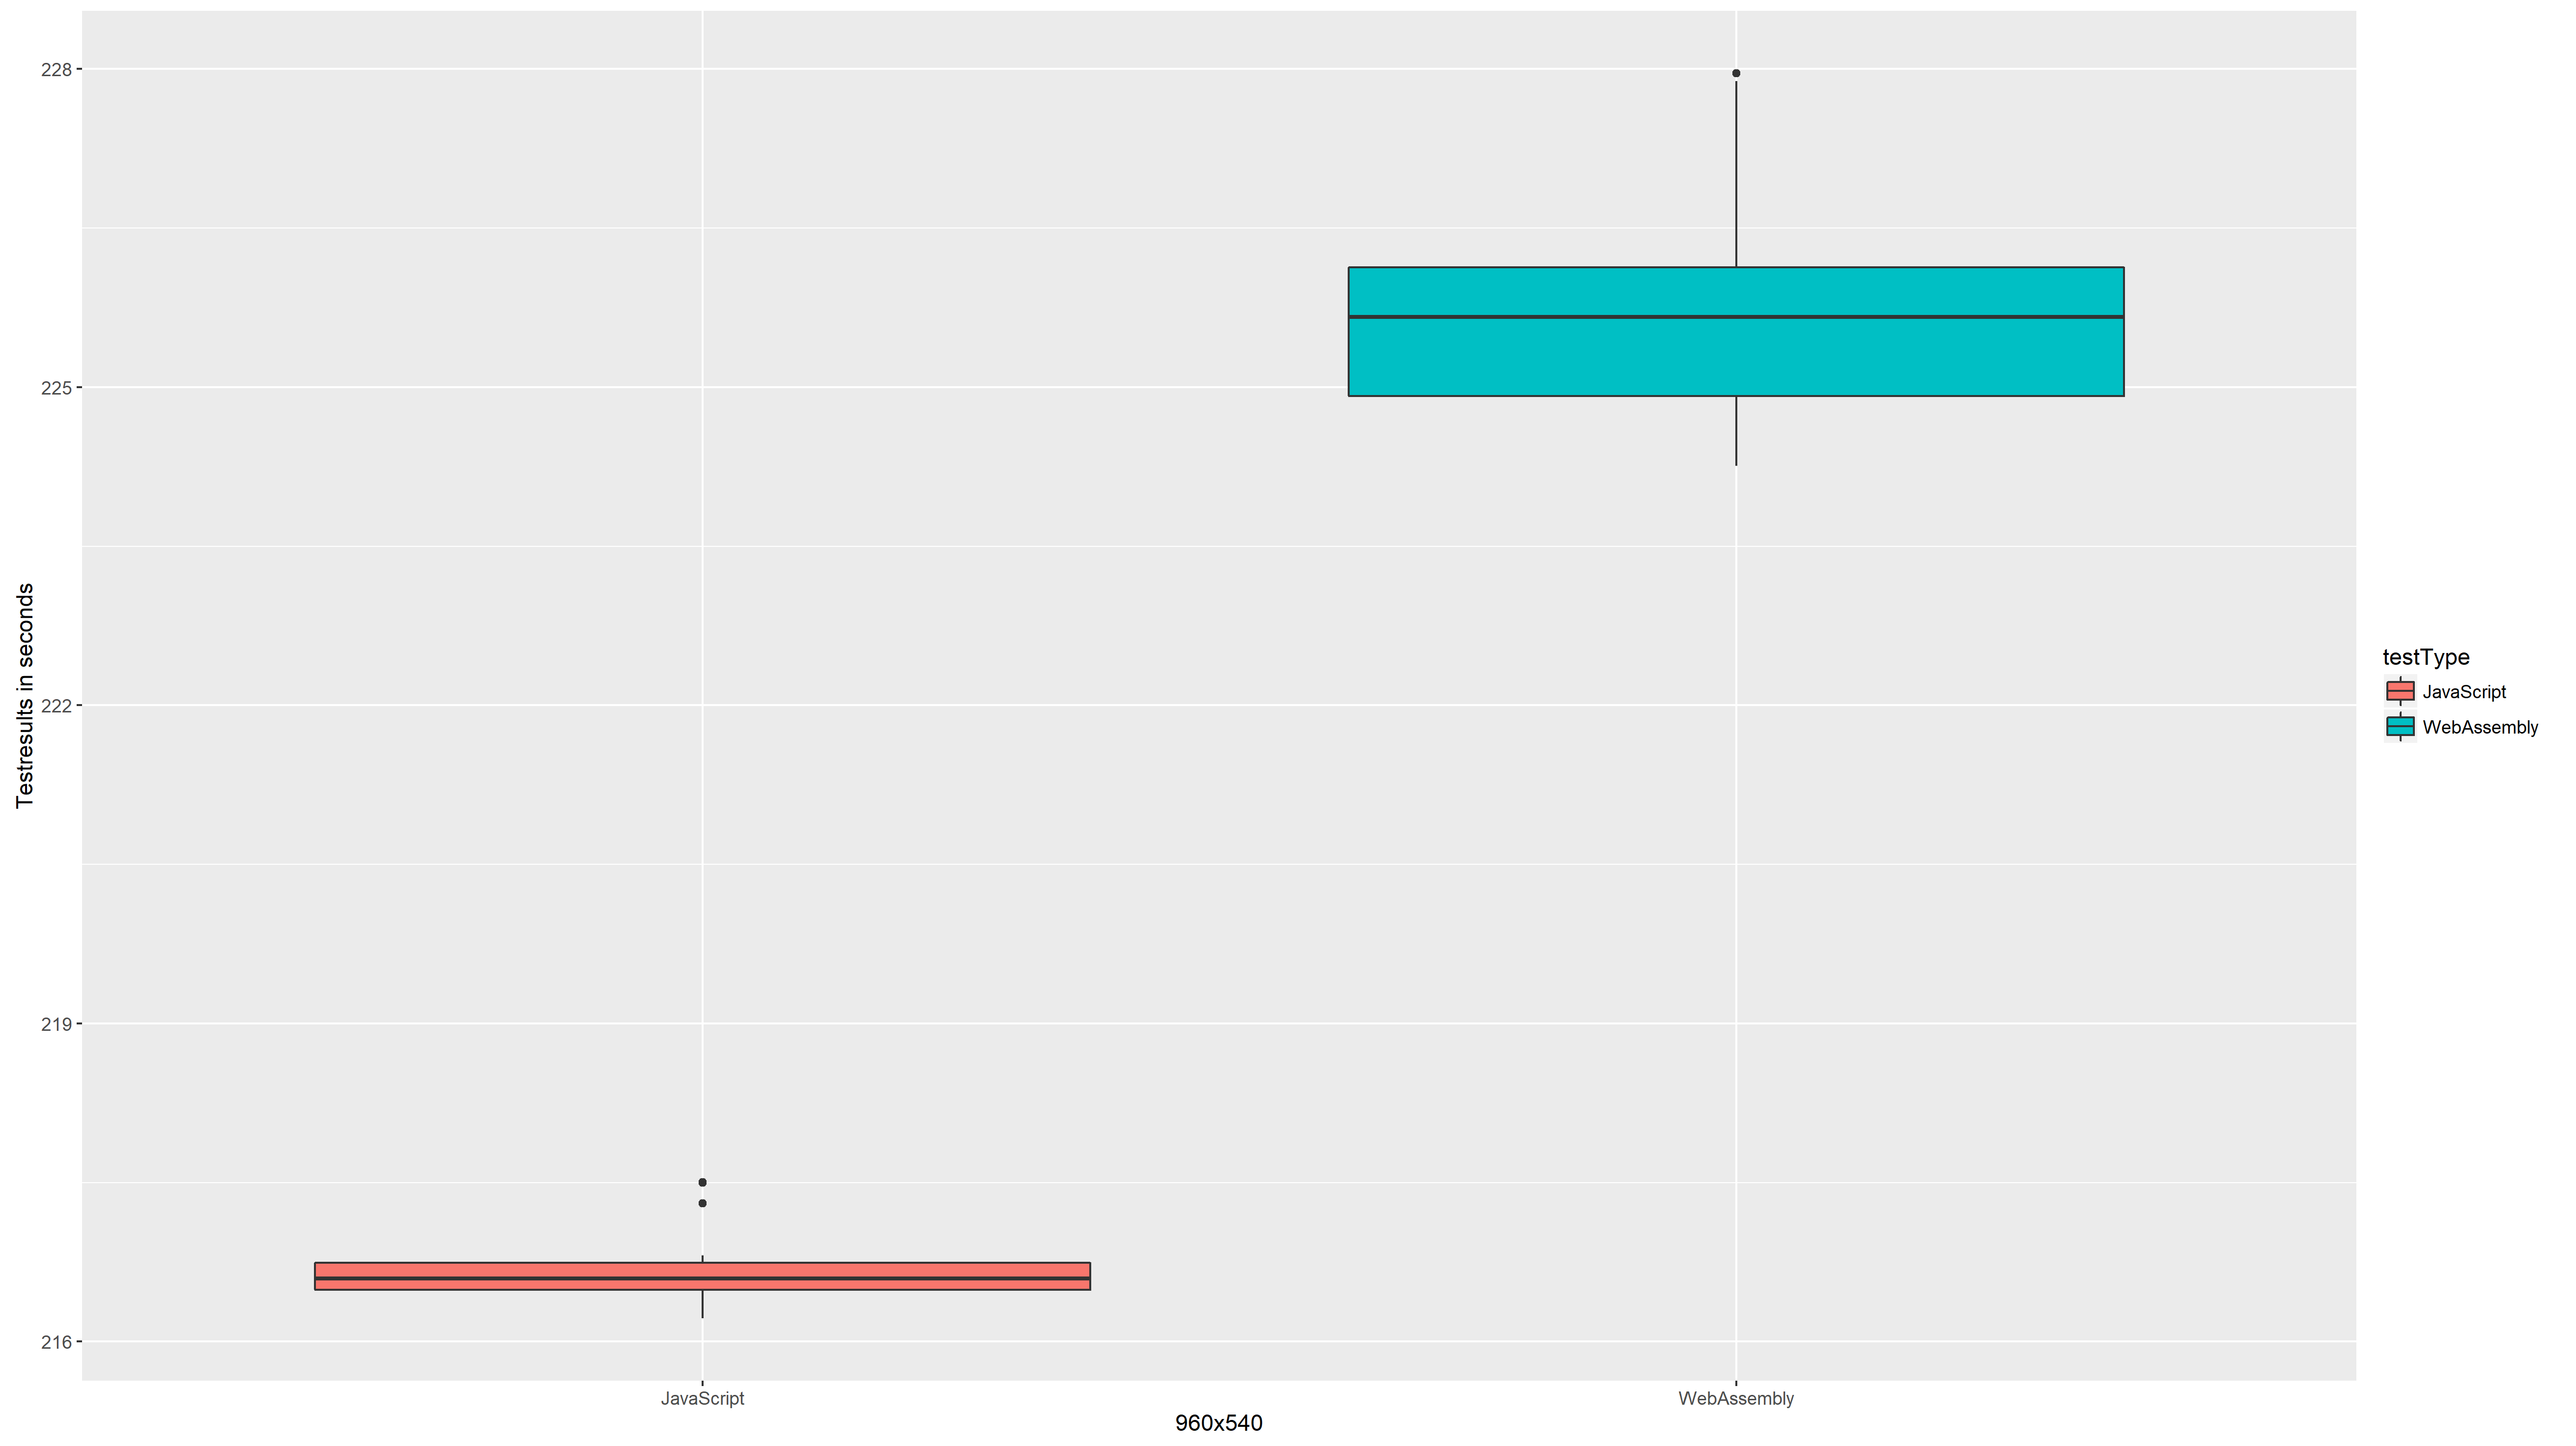 228
225
222
219
216
Testresults in seconds
JavaScript
WebAssembly
960x540
testType
JavaScript
WebAssembly